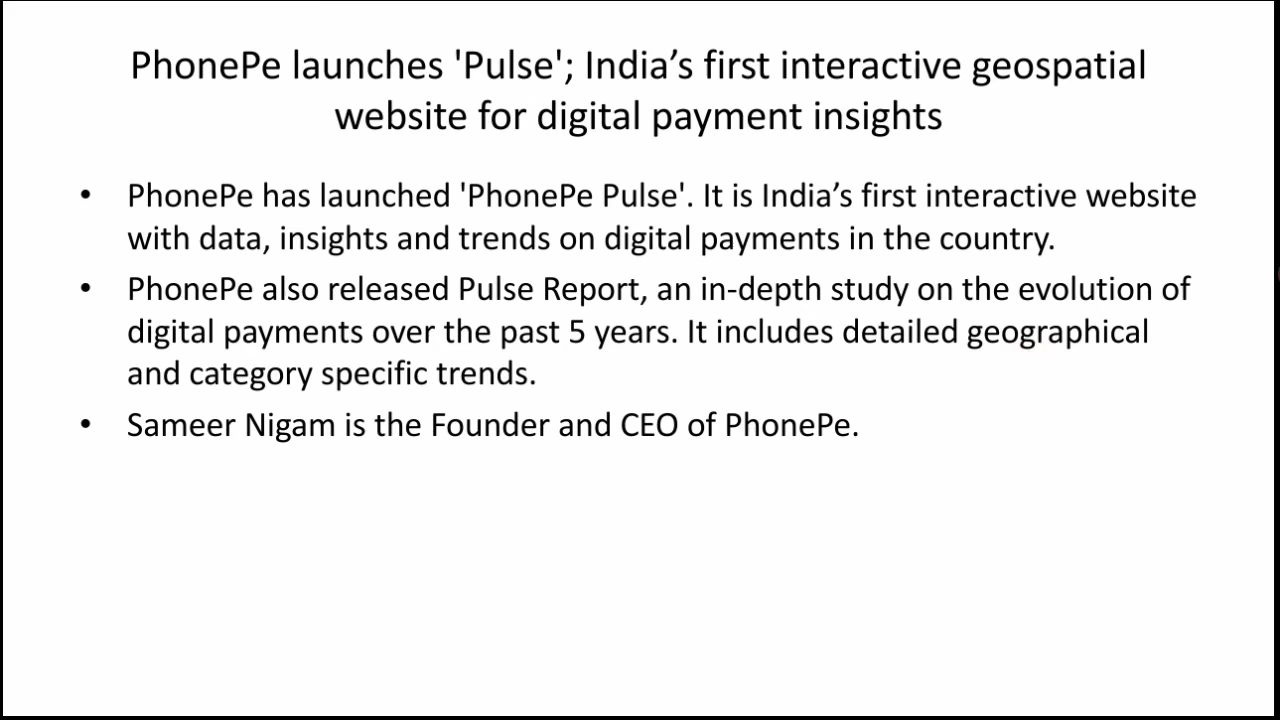 PhonePe launches 'Pulse'; India’s first interactive geospatial
website for digital payment insights
• PhonePe has launched 'PhonePe Pulse'. It is India’s first interactive website
with data, insights and trends on digital payments in the country.
• PhonePe also released Pulse Report, an in-depth study on the evolution of
digital payments over the past 5 years. It includes detailed geographical
and category specific trends.
• Sameer Nigam is the Founder and CEO of PhonePe.